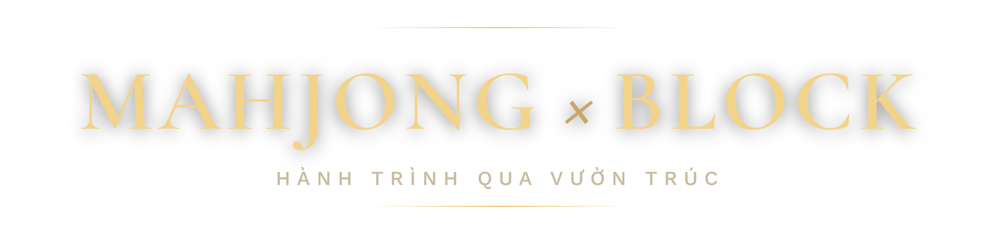 MAHJONG × BLOCK
HÀNH TRÌNH QUA VƯỜN TRÚC